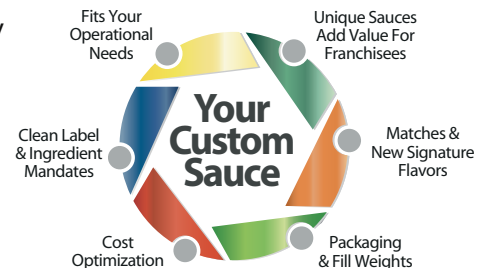 Fits Your
Operational
Needs
Unique Sauces
Add Value For
Franchisees
Your
Custom
Sauce
Clean Label
& Ingredient
Mandates
Matches &
New Signature
Flavors
Cost
Optimization
Packaging
& Fill Weights